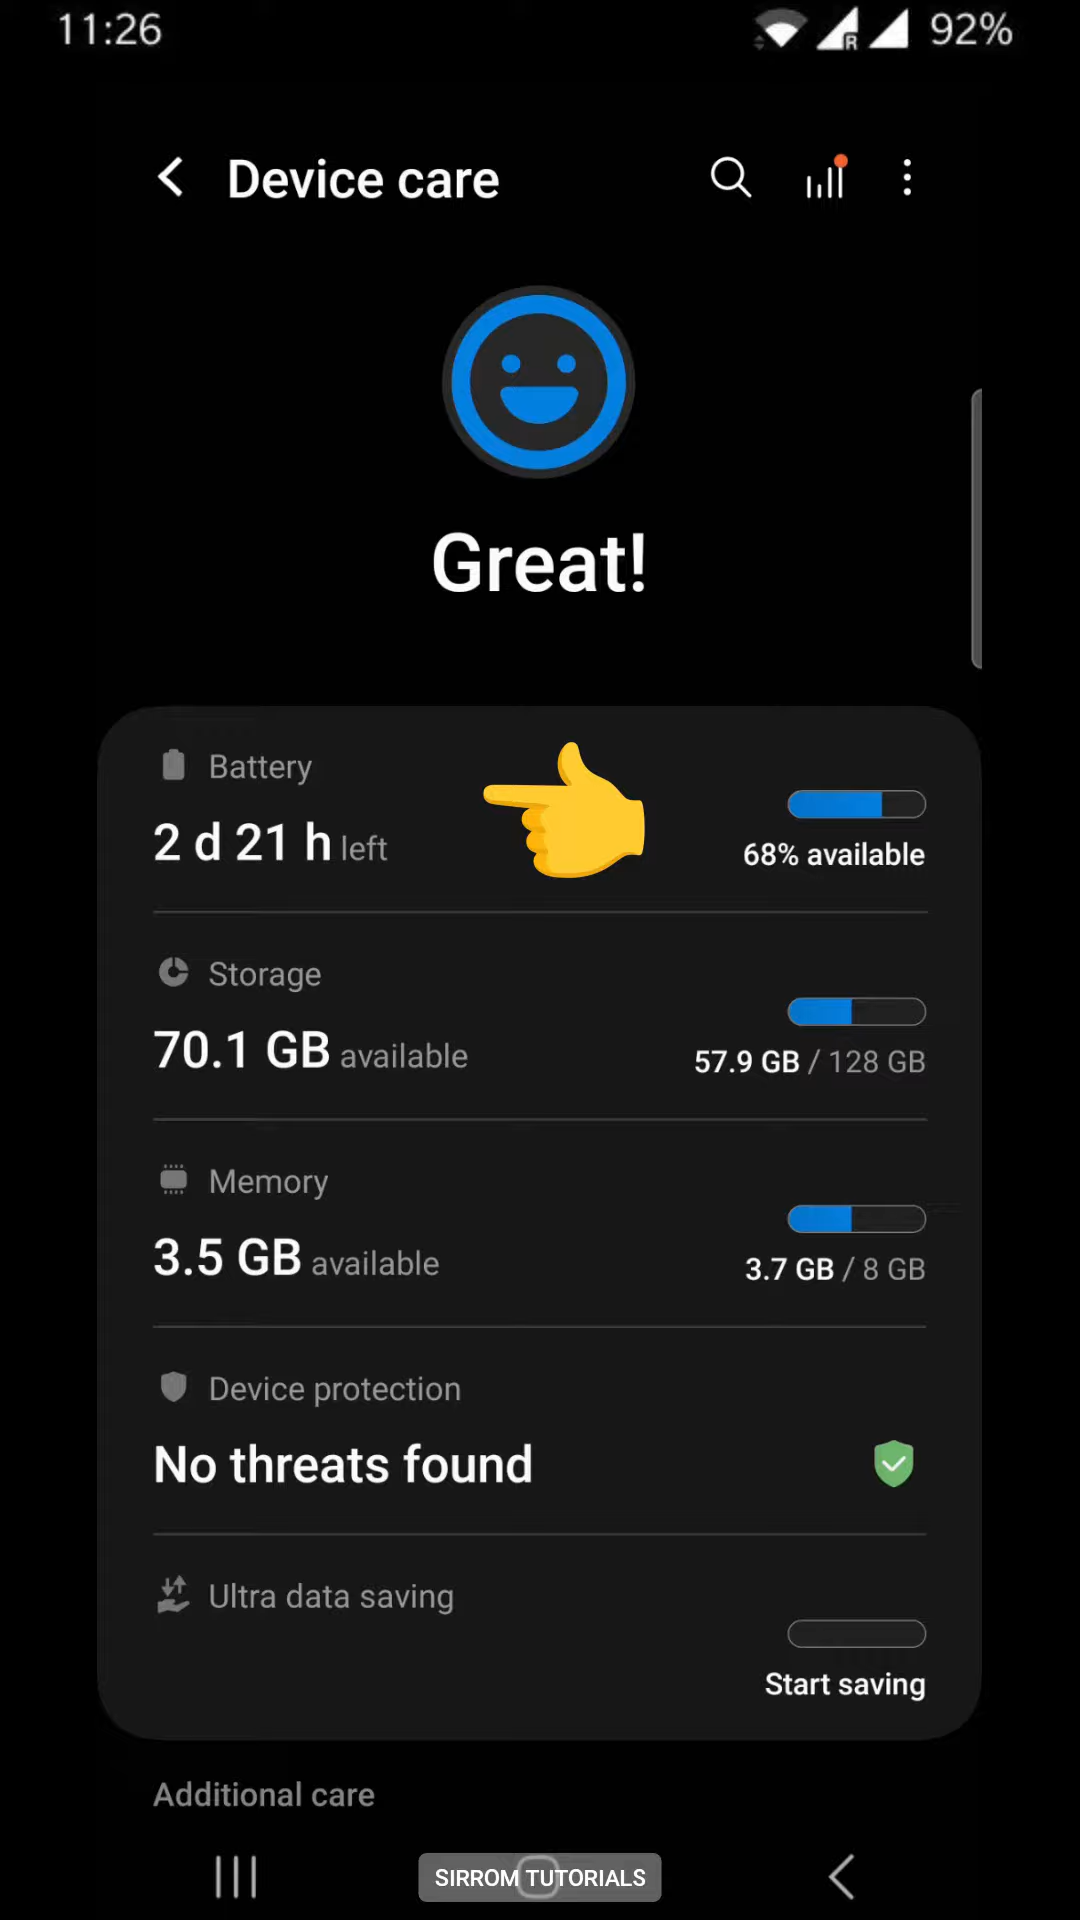 11:26
R
92%
Device care
Great!
Battery
2 d 21 h left
68% available
Storage
70.1 GB available
57.9 GB / 128 GB
Memory
3.5 GB available
3.7 GB / 8 GB
Device protection
No threats found
Ultra data saving
Start saving
Additional care
SIRROM TUTORIALS